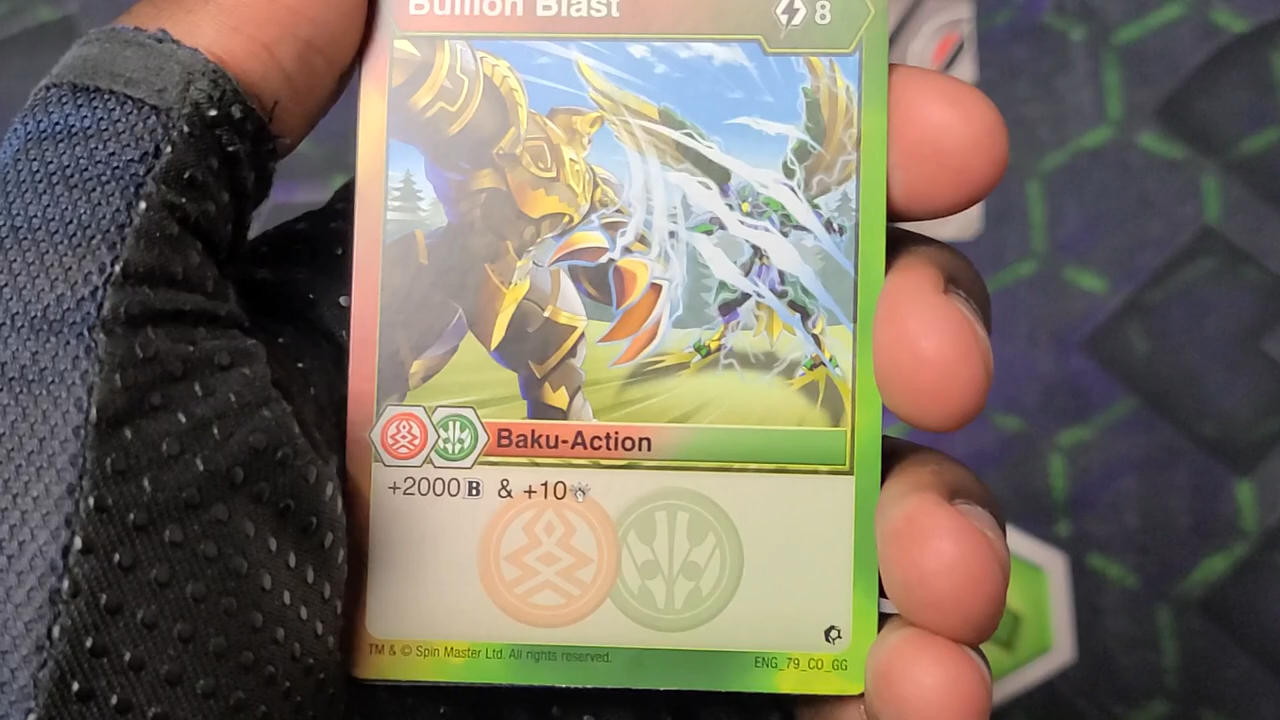 Bullion Blast
8
Baku-Action
+2000B & +10
TM & © Spin Master Ltd. All rights reserved.
ENG_79_CO_GG